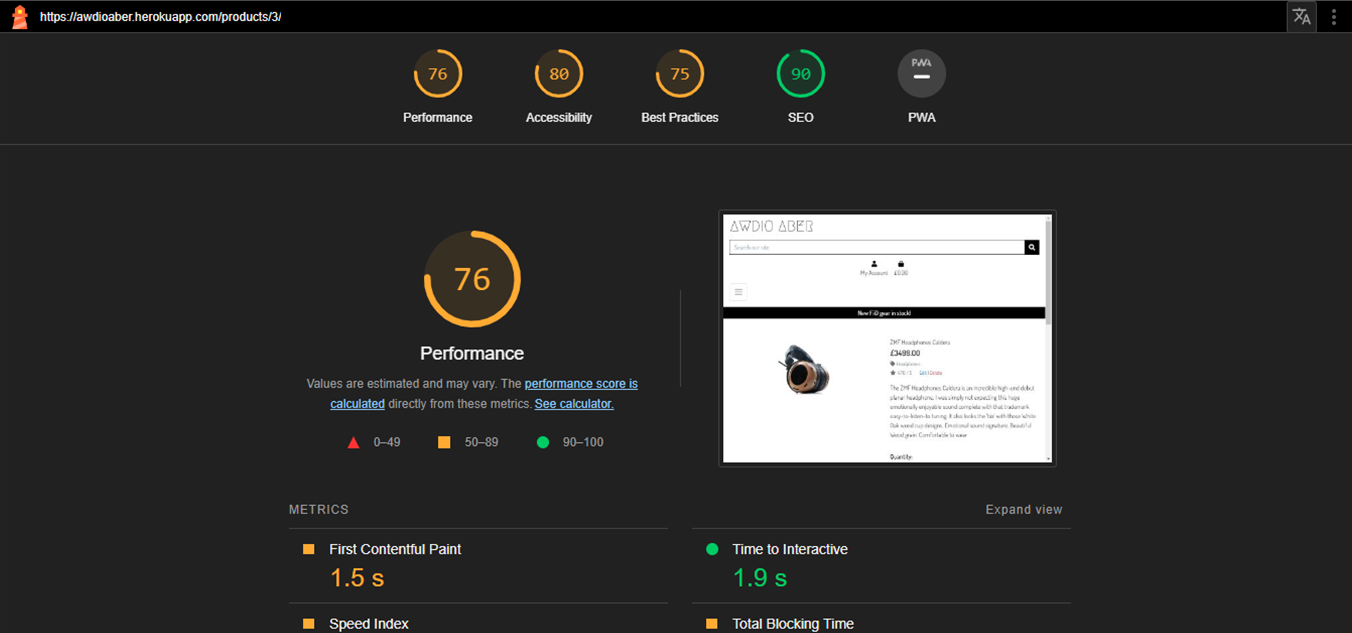 https://awdioaber.herokuapp.com/products/3/
76
80
75
90
PWA
Performance
Accessibility
Best Practices
SEO
PWA
76
Performance
Values are estimated and may vary. The performance score is
calculated directly from these metrics. See calculator.
0–49
50–89
90–100
AWDIO ABER
Search our site
My Account
£0.00
New FiiO gear in stock!
ZMF Headphones Caldera
£3499.00
Headphones
Edit | Delete
The ZMF Headphones Caldera is an incredible high-end debut
planar headphone. I was simply not expecting this huge
emotionally enjoyable sound complete with that trademark
easy-to-listen-to tuning. It also looks the 'bizz' with those White
Oak wood cup designs. Emotional sound signature. Beautiful
wood grain. Comfortable to wear
Quantity:
METRICS
Expand view
First Contentful Paint
1.5 s
Time to Interactive
1.9 s
Speed Index
Total Blocking Time